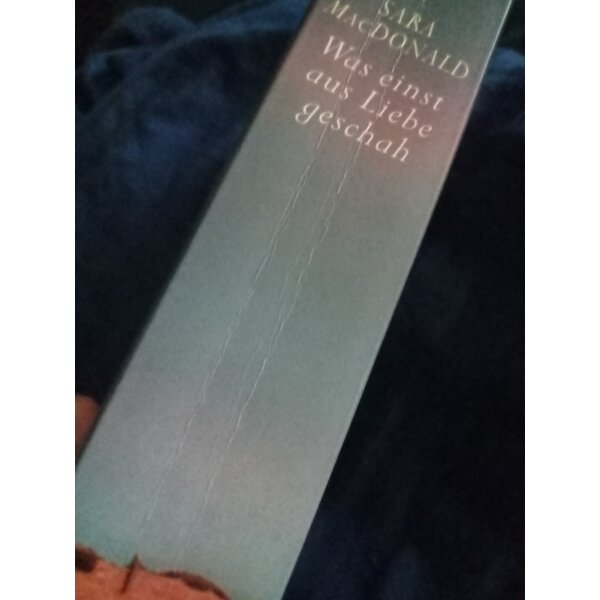 SARA
MACDONALD
Was einst
aus Liebe
geschah